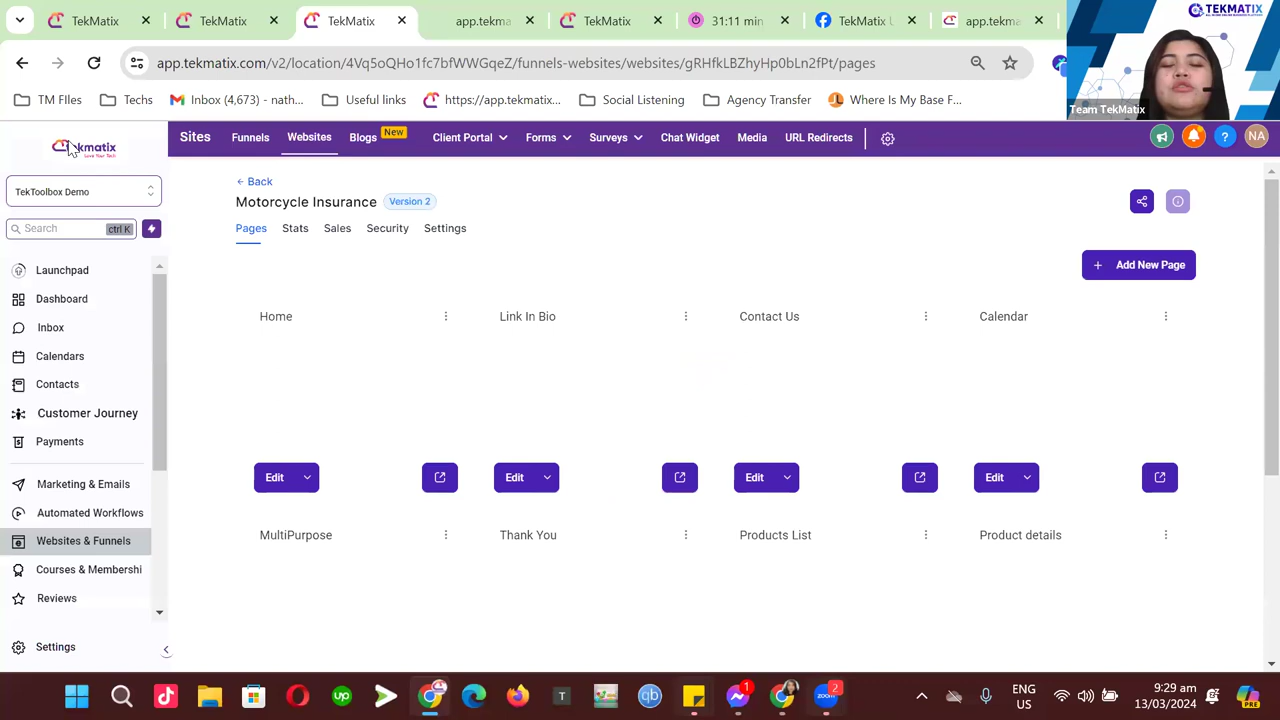 TekMatix
TekMatix
TekMatix
app.tekma
TekMatix
31:11 min
TekMatix U
app.tekma
app.tekmatix.com/v2/location/4Vq5oQHo1fc7bfWVGgeZ/funnels-websites/websites/gRHfkLBZhyHp0bLn2fPt/pages
TM FIles
Techs
Inbox (4,673) - nath...
Useful links
https://app.tekmatix...
Social Listening
Agency Transfer
Where Is My Base F...
TEKMATIX
Team TekMatix
Sites
Funnels
Websites
Blogs
New
Client Portal
Forms
Surveys
Chat Widget
Media
URL Redirects
NA
Tekmatix
Love Your Tech
TekToolbox Demo
Search
ctrl K
Launchpad
Dashboard
Inbox
Calendars
Contacts
Customer Journey
Payments
Marketing & Emails
Automated Workflows
Websites & Funnels
Courses & Membershi
Reviews
Settings
← Back
Motorcycle Insurance
Version 2
Pages
Stats
Sales
Security
Settings
+ Add New Page
Home
Link In Bio
Contact Us
Calendar
Edit
Edit
Edit
Edit
MultiPurpose
Thank You
Products List
Product details
ENG
US
9:29 am
13/03/2024